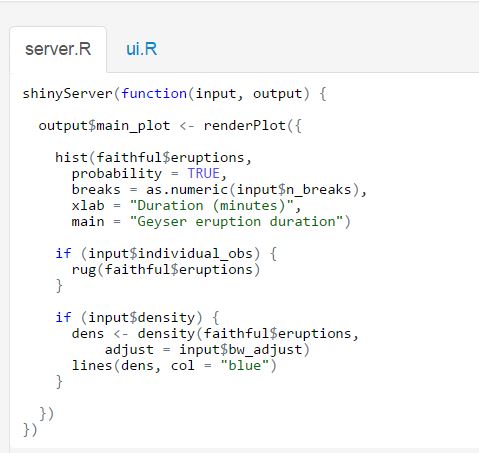 server.R ui.R
shinyServer(function(input, output) {
output$main_plot <- renderPlot({
hist(faithful$eruptions,
probability = TRUE,
breaks = as.numeric(input$n_breaks),
xlab = "Duration (minutes)",
main = "Geyser eruption duration")
if (input$individual_obs) {
rug(faithful$eruptions)
}
if (input$density) {
dens <- density(faithful$eruptions,
adjust = input$bw_adjust)
lines(dens, col = "blue")
}
})
})